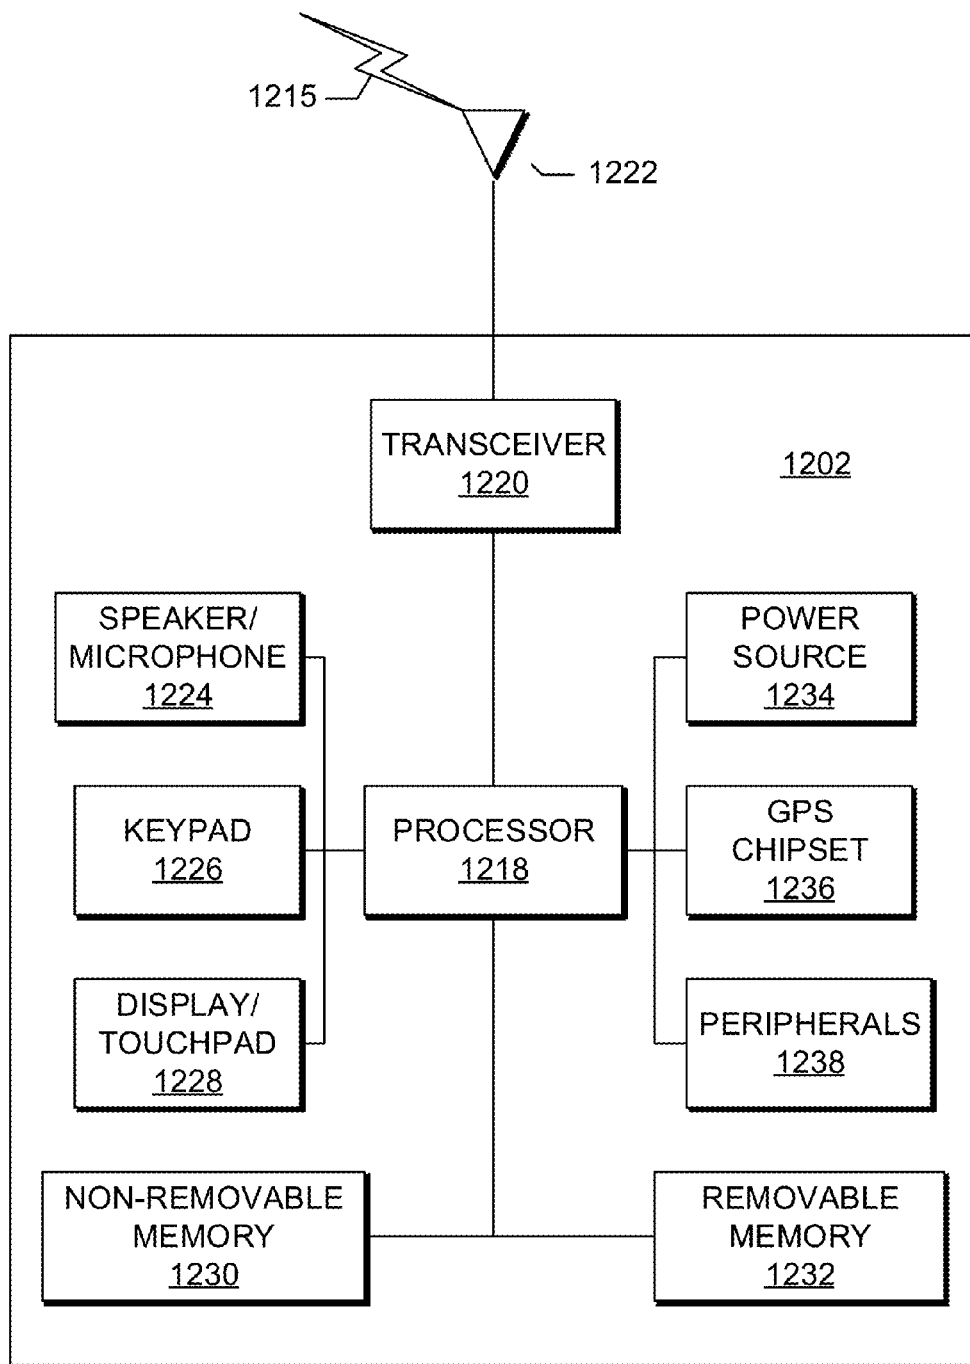 1215
1222
TRANSCEIVER
1220
1202
SPEAKER/
MICROPHONE
1224
POWER
SOURCE
1234
KEYPAD
1226
PROCESSOR
1218
GPS
CHIPSET
1236
DISPLAY/
TOUCHPAD
1228
PERIPHERALS
1238
NON-REMOVABLE
MEMORY
1230
REMOVABLE
MEMORY
1232